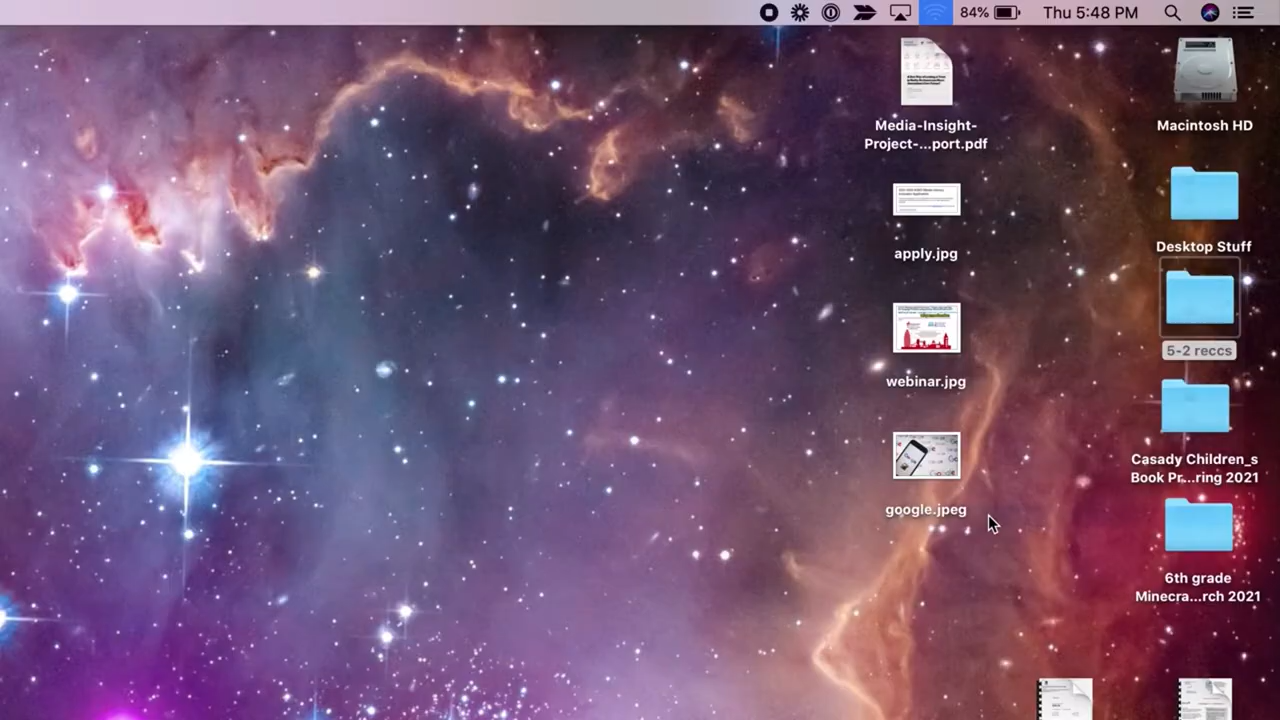 84%
Thu 5:48 PM
Media-Insight-
Project-...port.pdf
Macintosh HD
apply.jpg
Desktop Stuff
webinar.jpg
5-2 reccs
google.jpeg
Casady Children_s
Book Pr...ring 2021
6th grade
Minecra...rch 2021